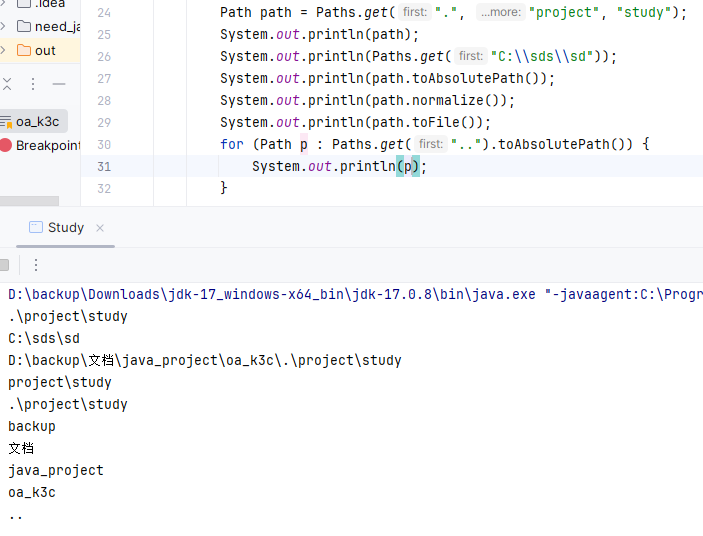 .idea
need_ja
out
oa_k3c
Breakpoint
24 Path path = Paths.get( first: ".", ...more: "project", "study");
25 System.out.println(path);
26 System.out.println(Paths.get( first: "C:\\sds\\sd"));
27 System.out.println(path.toAbsolutePath());
28 System.out.println(path.normalize());
29 System.out.println(path.toFile());
30 for (Path p : Paths.get( first: "..").toAbsolutePath()) {
31 System.out.println(p);
32 }
Study
D:\backup\Downloads\jdk-17_windows-x64_bin\jdk-17.0.8\bin\java.exe "-javaagent:C:\Progr
.\project\study
C:\sds\sd
D:\backup\文档\java_project\oa_k3c\.\project\study
project\study
.\project\study
backup
文档
java_project
oa_k3c
..